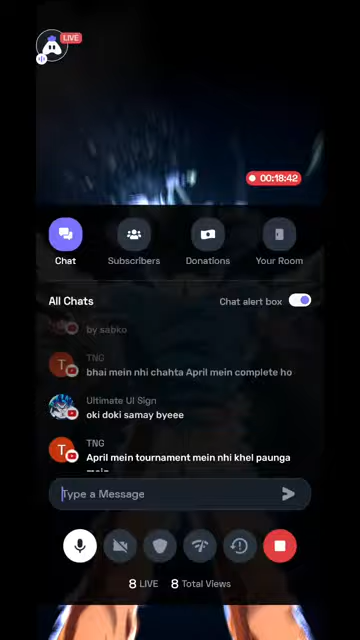 LIVE
00:18:42
Chat
Subscribers
Donations
Your Room
All Chats
Chat alert box
by sabko
TNG
bhai mein nhi chahta April mein complete ho
Ultimate UI Sign
oki doki samay byeee
TNG
April mein tournament mein nhi khel paunga
mein
Type a Message
8 LIVE 8 Total Views